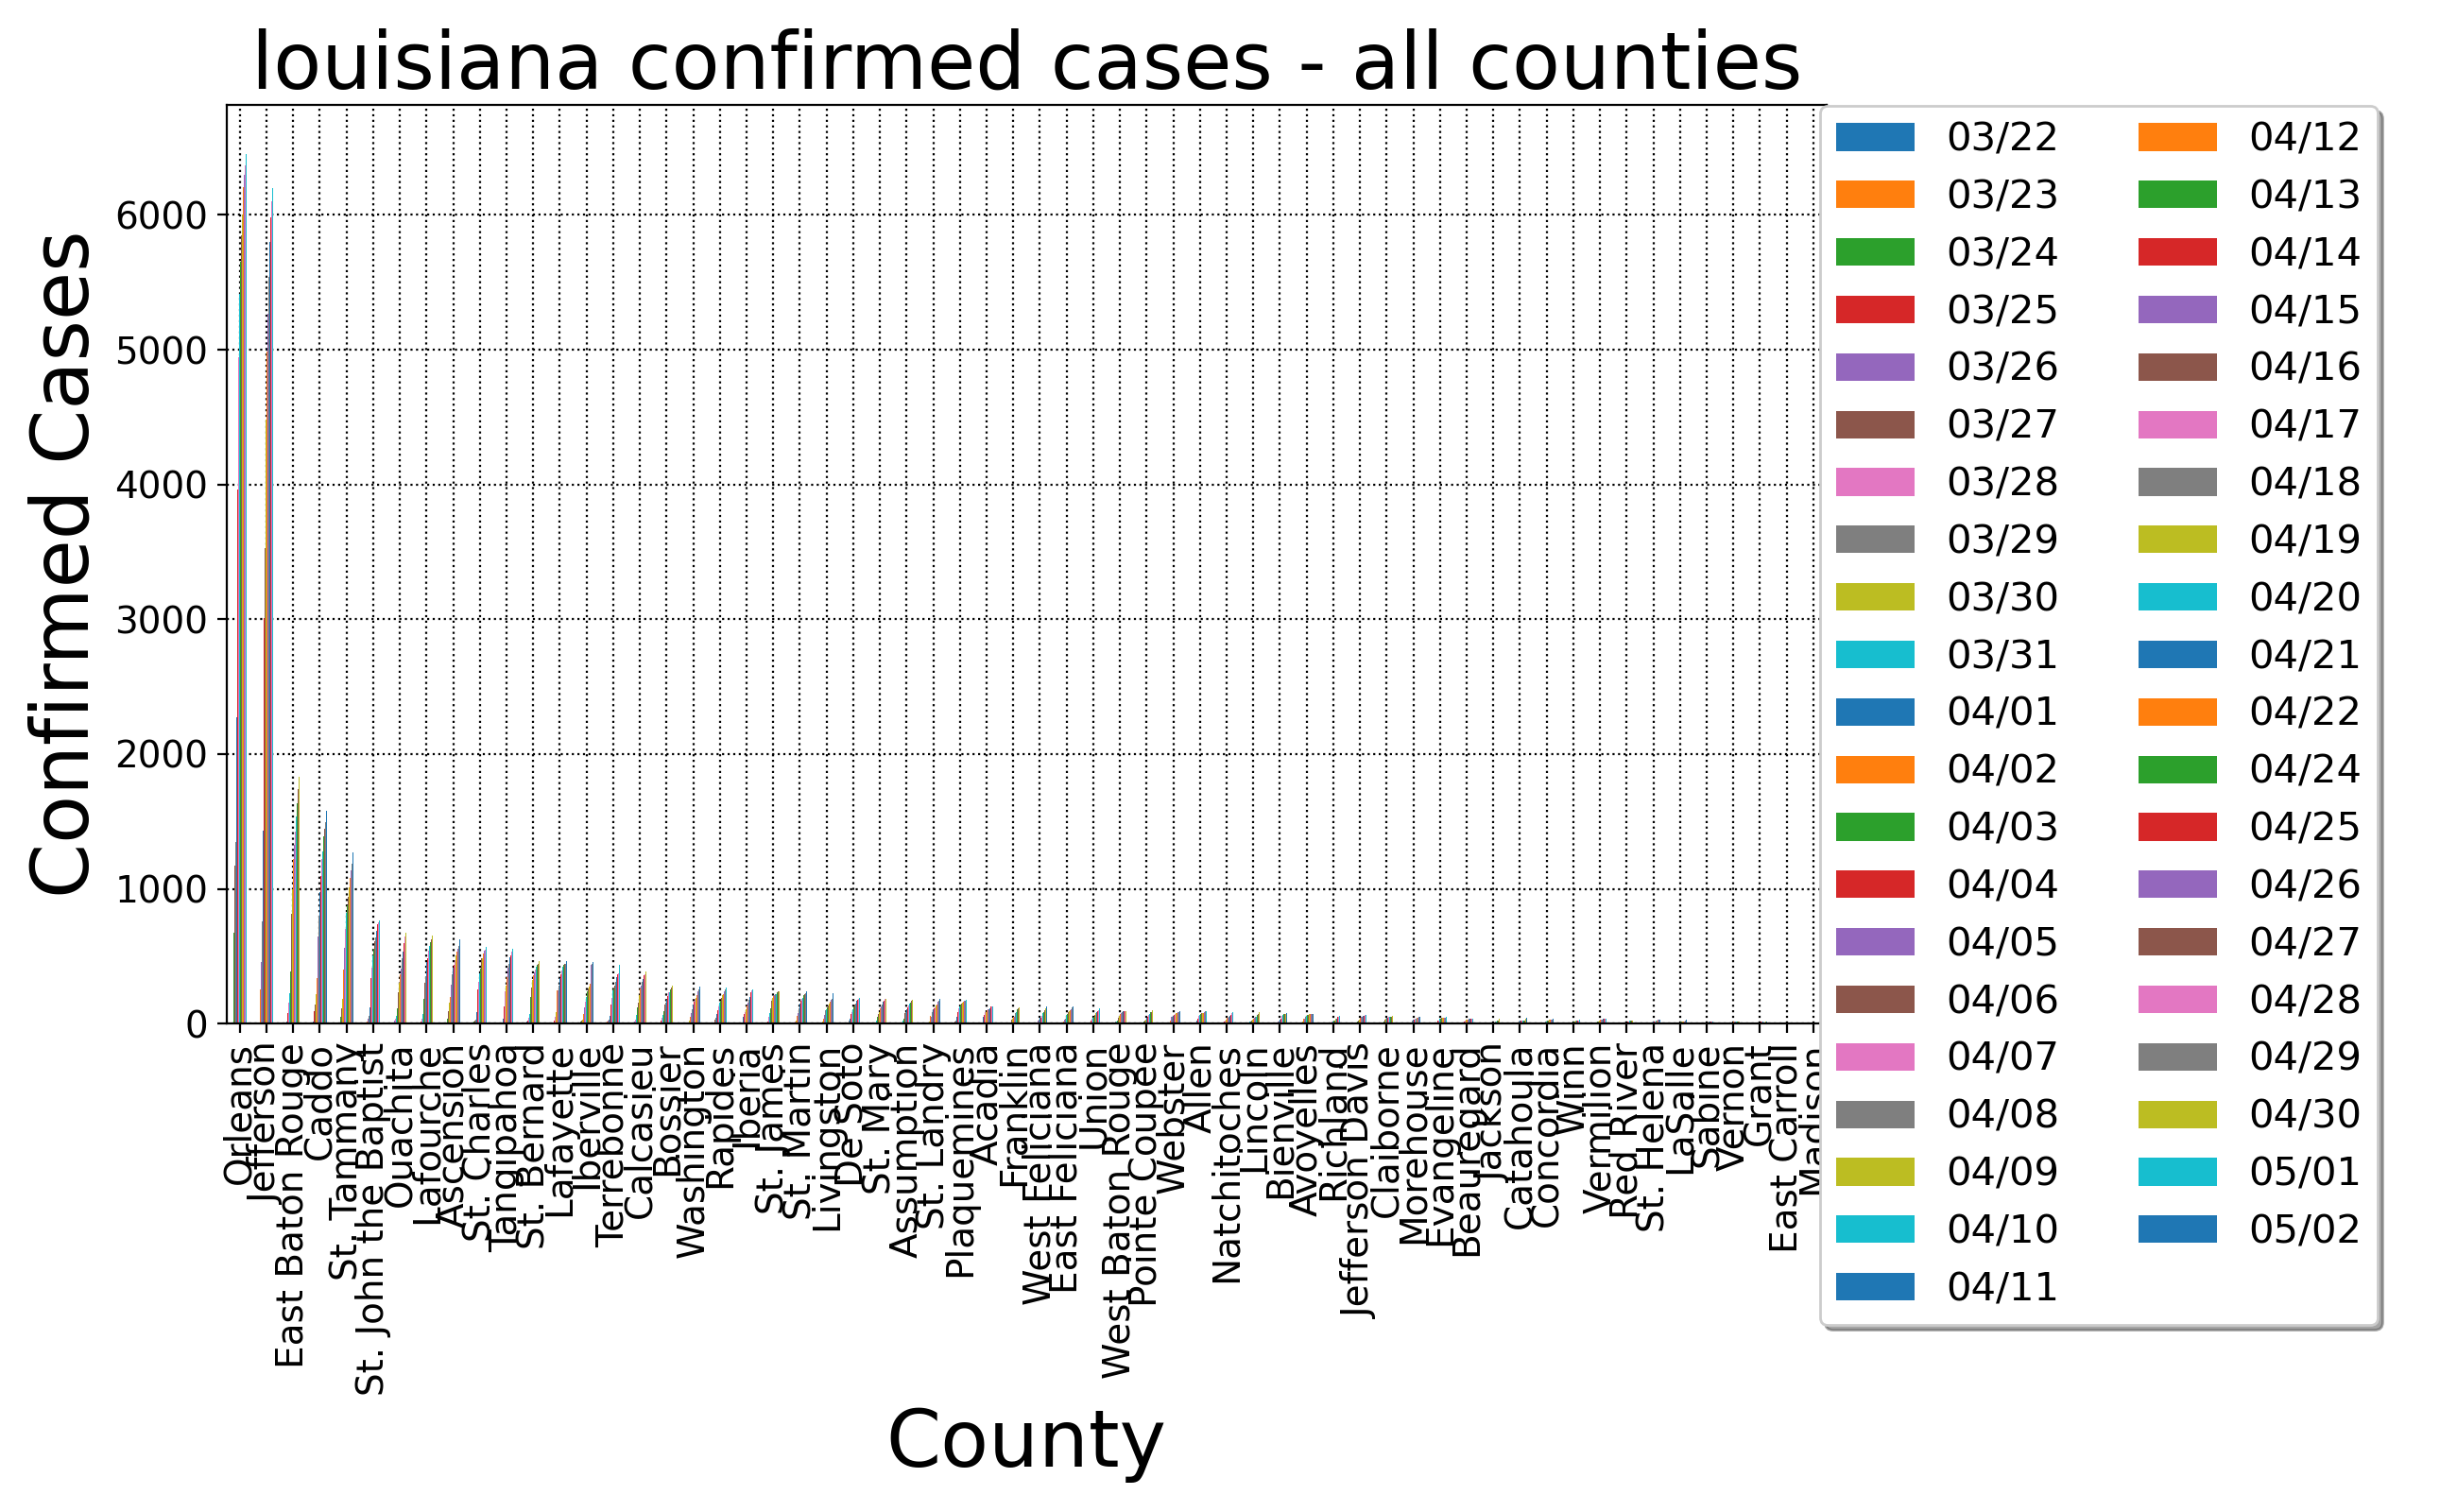 louisiana confirmed cases - all counties
Confirmed Cases
6000
5000
4000
3000
2000
1000
0
Orleans
Jefferson
East Baton Rouge
Caddo
St. Tammany
St. John the Baptist
Ouachita
Lafourche
Ascension
St. Charles
Tangipahoa
St. Bernard
Lafayette
Iberville
Terrebonne
Calcasieu
Bossier
Washington
Rapides
Iberia
St. James
St. Martin
Livingston
De Soto
St. Mary
Assumption
St. Landry
Plaquemines
Acadia
Franklin
West Feliciana
East Feliciana
Union
West Baton Rouge
Pointe Coupee
Webster
Allen
Natchitoches
Lincoln
Bienville
Avoyelles
Richland
Jefferson Davis
Claiborne
Morehouse
Evangeline
Beauregard
Jackson
Catahoula
Concordia
Winn
Vermilion
Red River
St. Helena
LaSalle
Sabine
Vernon
Grant
East Carroll
Madison
County
03/22
03/23
03/24
03/25
03/26
03/27
03/28
03/29
03/30
03/31
04/01
04/02
04/03
04/04
04/05
04/06
04/07
04/08
04/09
04/10
04/11
04/12
04/13
04/14
04/15
04/16
04/17
04/18
04/19
04/20
04/21
04/22
04/24
04/25
04/26
04/27
04/28
04/29
04/30
05/01
05/02